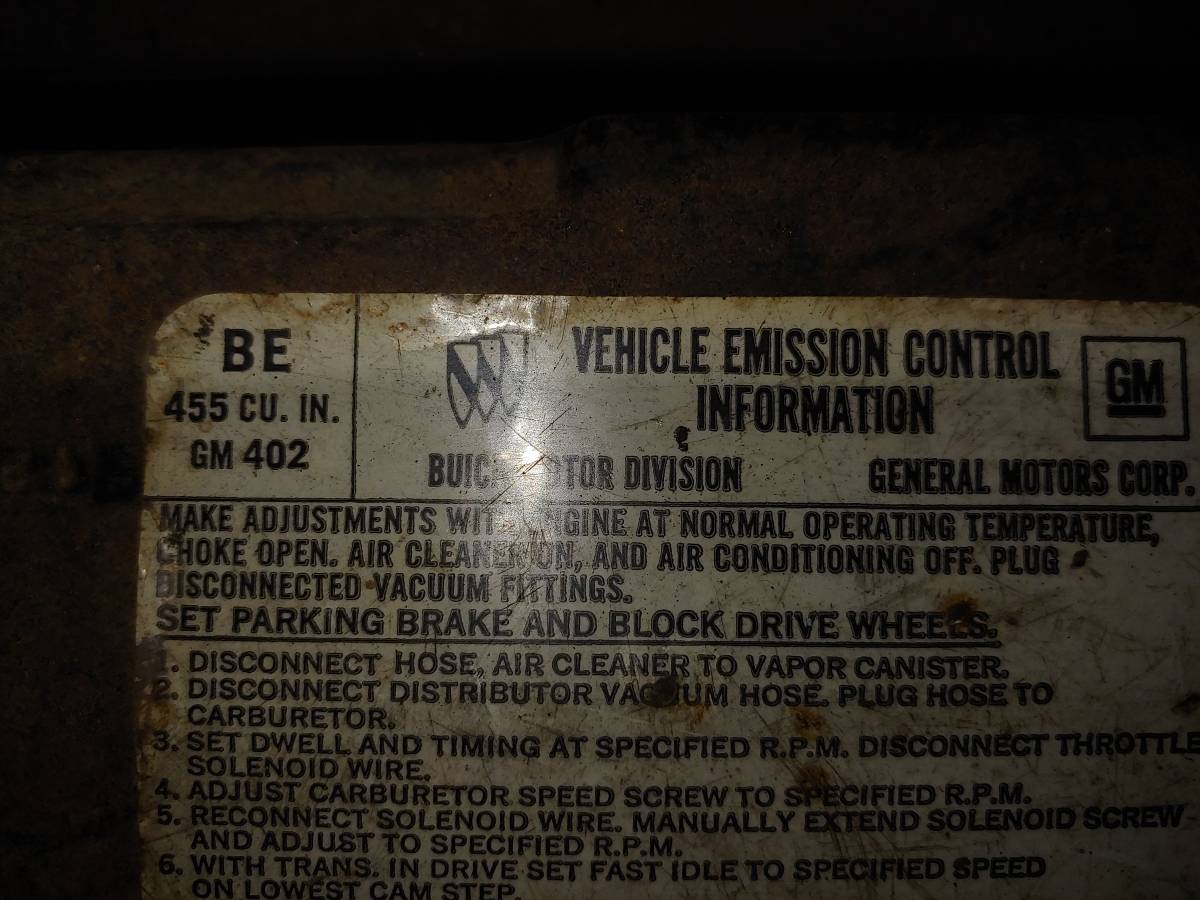 BE
455 CU. IN.
GM 402
VEHICLE EMISSION CONTROL
INFORMATION
GM
BUICK MOTOR DIVISION
GENERAL MOTORS CORP.
MAKE ADJUSTMENTS WITH ENGINE AT NORMAL OPERATING TEMPERATURE,
CHOKE OPEN. AIR CLEANER ON, AND AIR CONDITIONING OFF. PLUG
DISCONNECTED VACUUM FITTINGS.
SET PARKING BRAKE AND BLOCK DRIVE WHEELS.
1. DISCONNECT HOSE, AIR CLEANER TO VAPOR CANISTER.
2. DISCONNECT DISTRIBUTOR VACUUM HOSE. PLUG HOSE TO
CARBURETOR.
3. SET DWELL AND TIMING AT SPECIFIED R.P.M. DISCONNECT THROTTLE
SOLENOID WIRE.
4. ADJUST CARBURETOR SPEED SCREW TO SPECIFIED R.P.M.
5. RECONNECT SOLENOID WIRE. MANUALLY EXTEND SOLENOID SCREW
AND ADJUST TO SPECIFIED R.P.M.
6. WITH TRANS. IN DRIVE SET FAST IDLE TO SPECIFIED SPEED
ON LOWEST CAM STEP.